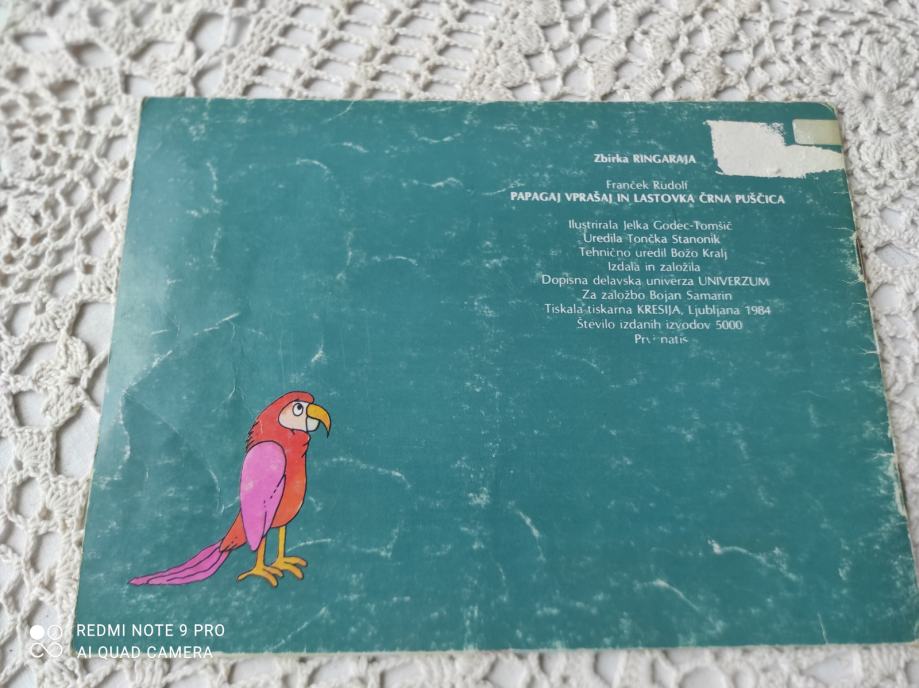 Zbirka RINGARAJA
Franček Rudolf
PAPAGAJ VPRAŠAJ IN LASTOVKA ČRNA PUŠČICA
Ilustrirala Jelka Godec-Tomšič
Uredila Tončka Stanonik
Tehnično uredil Božo Kralj
Izdala in založila
Dopisna delavska univerza UNIVERZUM
Za založbo Bojan Samarin
Tiskala tiskarna KRESIJA, Ljubljana 1984
Število izdanih izvodov 5000
REDMI NOTE 9 PRO
AI QUAD CAMERA